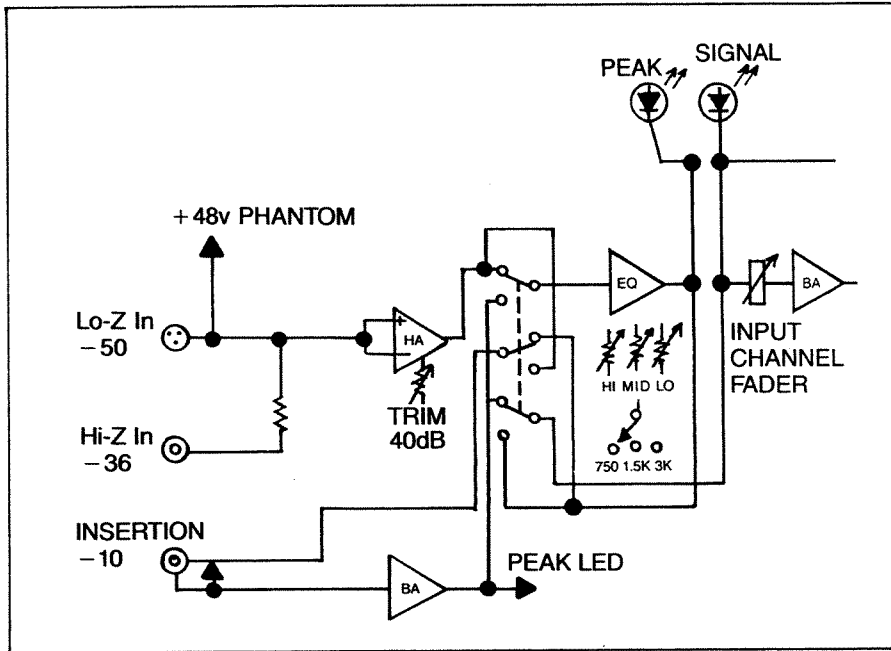 PEAK
SIGNAL
+48v PHANTOM
Lo-Z In
−50
HA
EQ
BA
TRIM
40dB
HI MID LO
INPUT
CHANNEL
FADER
Hi-Z In
−36
750 1.5K 3K
INSERTION
−10
BA
PEAK LED